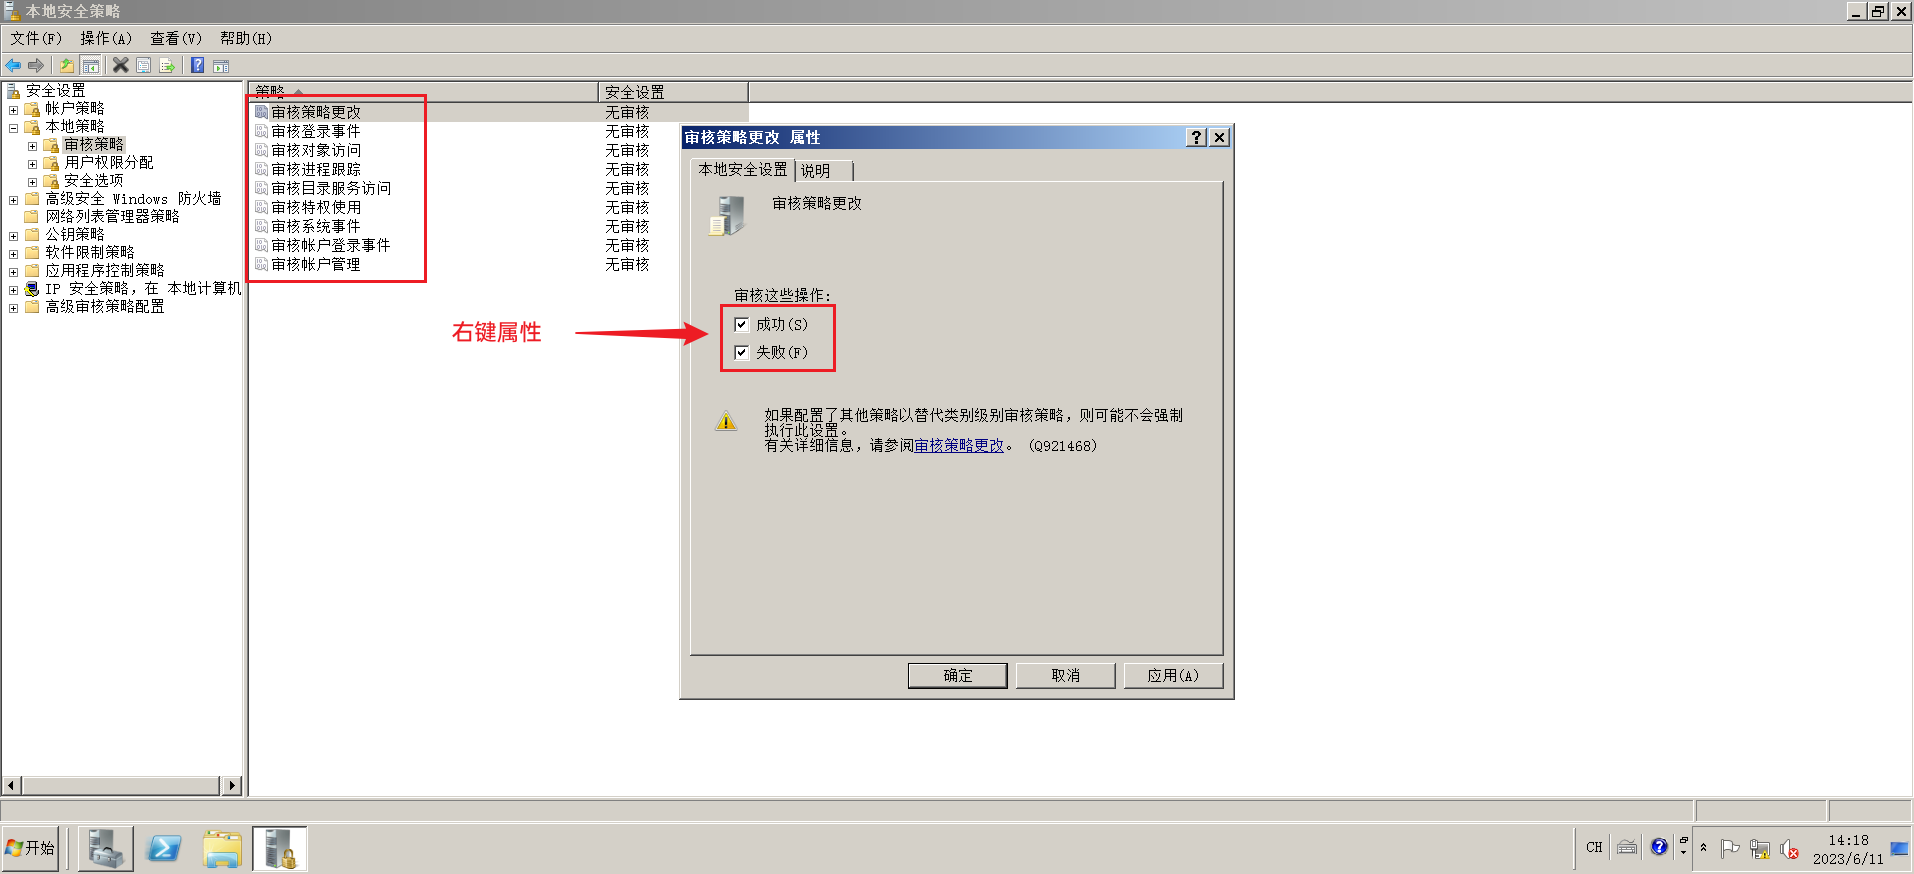 本地安全策略
文件(F) 操作(A) 查看(V) 帮助(H)
安全设置
帐户策略
本地策略
审核策略
用户权限分配
安全选项
高级安全 Windows 防火墙
网络列表管理器策略
公钥策略
软件限制策略
应用程序控制策略
IP 安全策略，在 本地计算机
高级审核策略配置
策略 安全设置
审核策略更改 无审核
审核登录事件 无审核
审核对象访问 无审核
审核进程跟踪 无审核
审核目录服务访问 无审核
审核特权使用 无审核
审核系统事件 无审核
审核帐户登录事件 无审核
审核帐户管理 无审核
右键属性
审核策略更改 属性
本地安全设置 说明
审核策略更改
审核这些操作:
成功(S)
失败(F)
如果配置了其他策略以替代类别级别审核策略，则可能不会强制
执行此设置。
有关详细信息，请参阅审核策略更改。 (Q921468)
确定 取消 应用(A)
开始
CH
14:18
2023/6/11